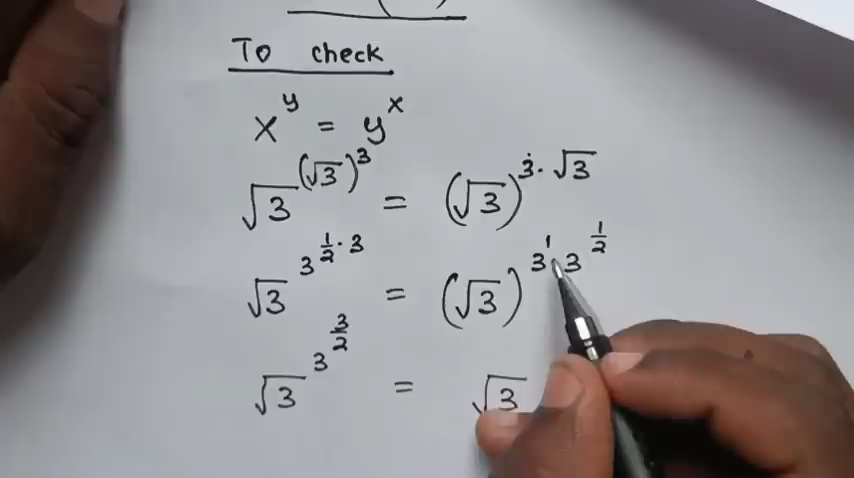 To check
x^y = y^x
√3^(√3)^3 = (√3)^3·√3
√3^3^1/2·3 = (√3)^3^1·3^1/2
√3^3^3/2 = √3